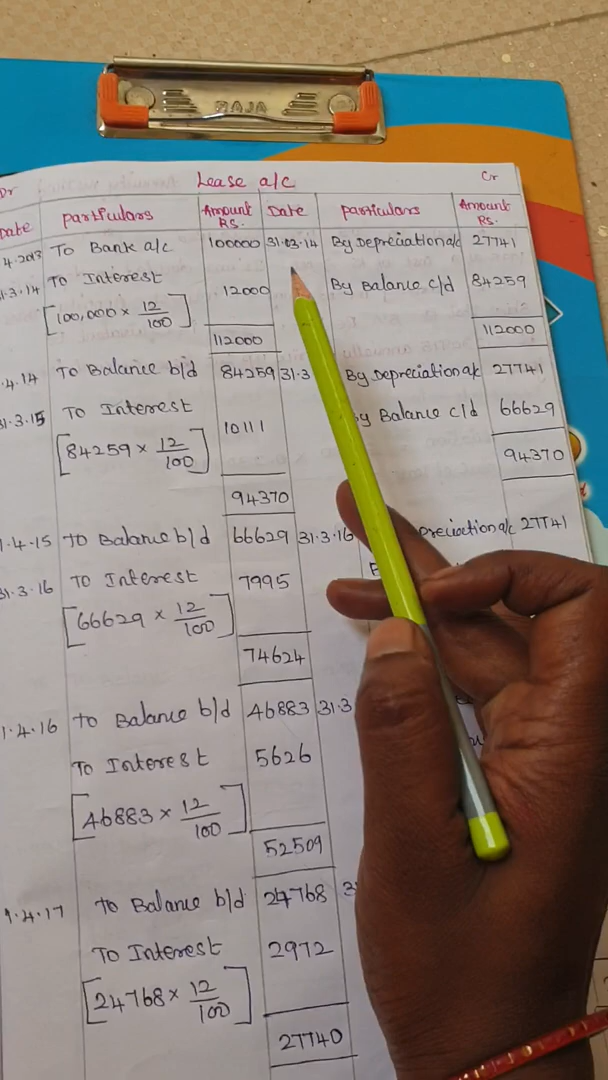 RAJA
Dr Lease a/c Cr
Date particulars Amount Rs. Date particulars Amount Rs.
4.2013 To Bank a/c 100000 31.03.14 By Depreciation a/c 27741
1.3.14 To Interest 12000 By Balance c/d 84259
[100,000 × 12/100]
112000 112000
.4.14 To Balance b/d 84259 31.3 By Depreciation a/c 27741
31.3.15 To Interest 10111 By Balance c/d 66629
[84259 × 12/100]
94370 94370
1.4.15 To Balance b/d 66629 31.3.16 preciation a/c 27741
31.3.16 To Interest 7995
[66629 × 12/100]
74624
1.4.16 To Balance b/d 46883 31.3
To Interest 5626
[46883 × 12/100]
52509
1.4.17 To Balance b/d 24768 3
To Interest 2972
[24768 × 12/100]
27740